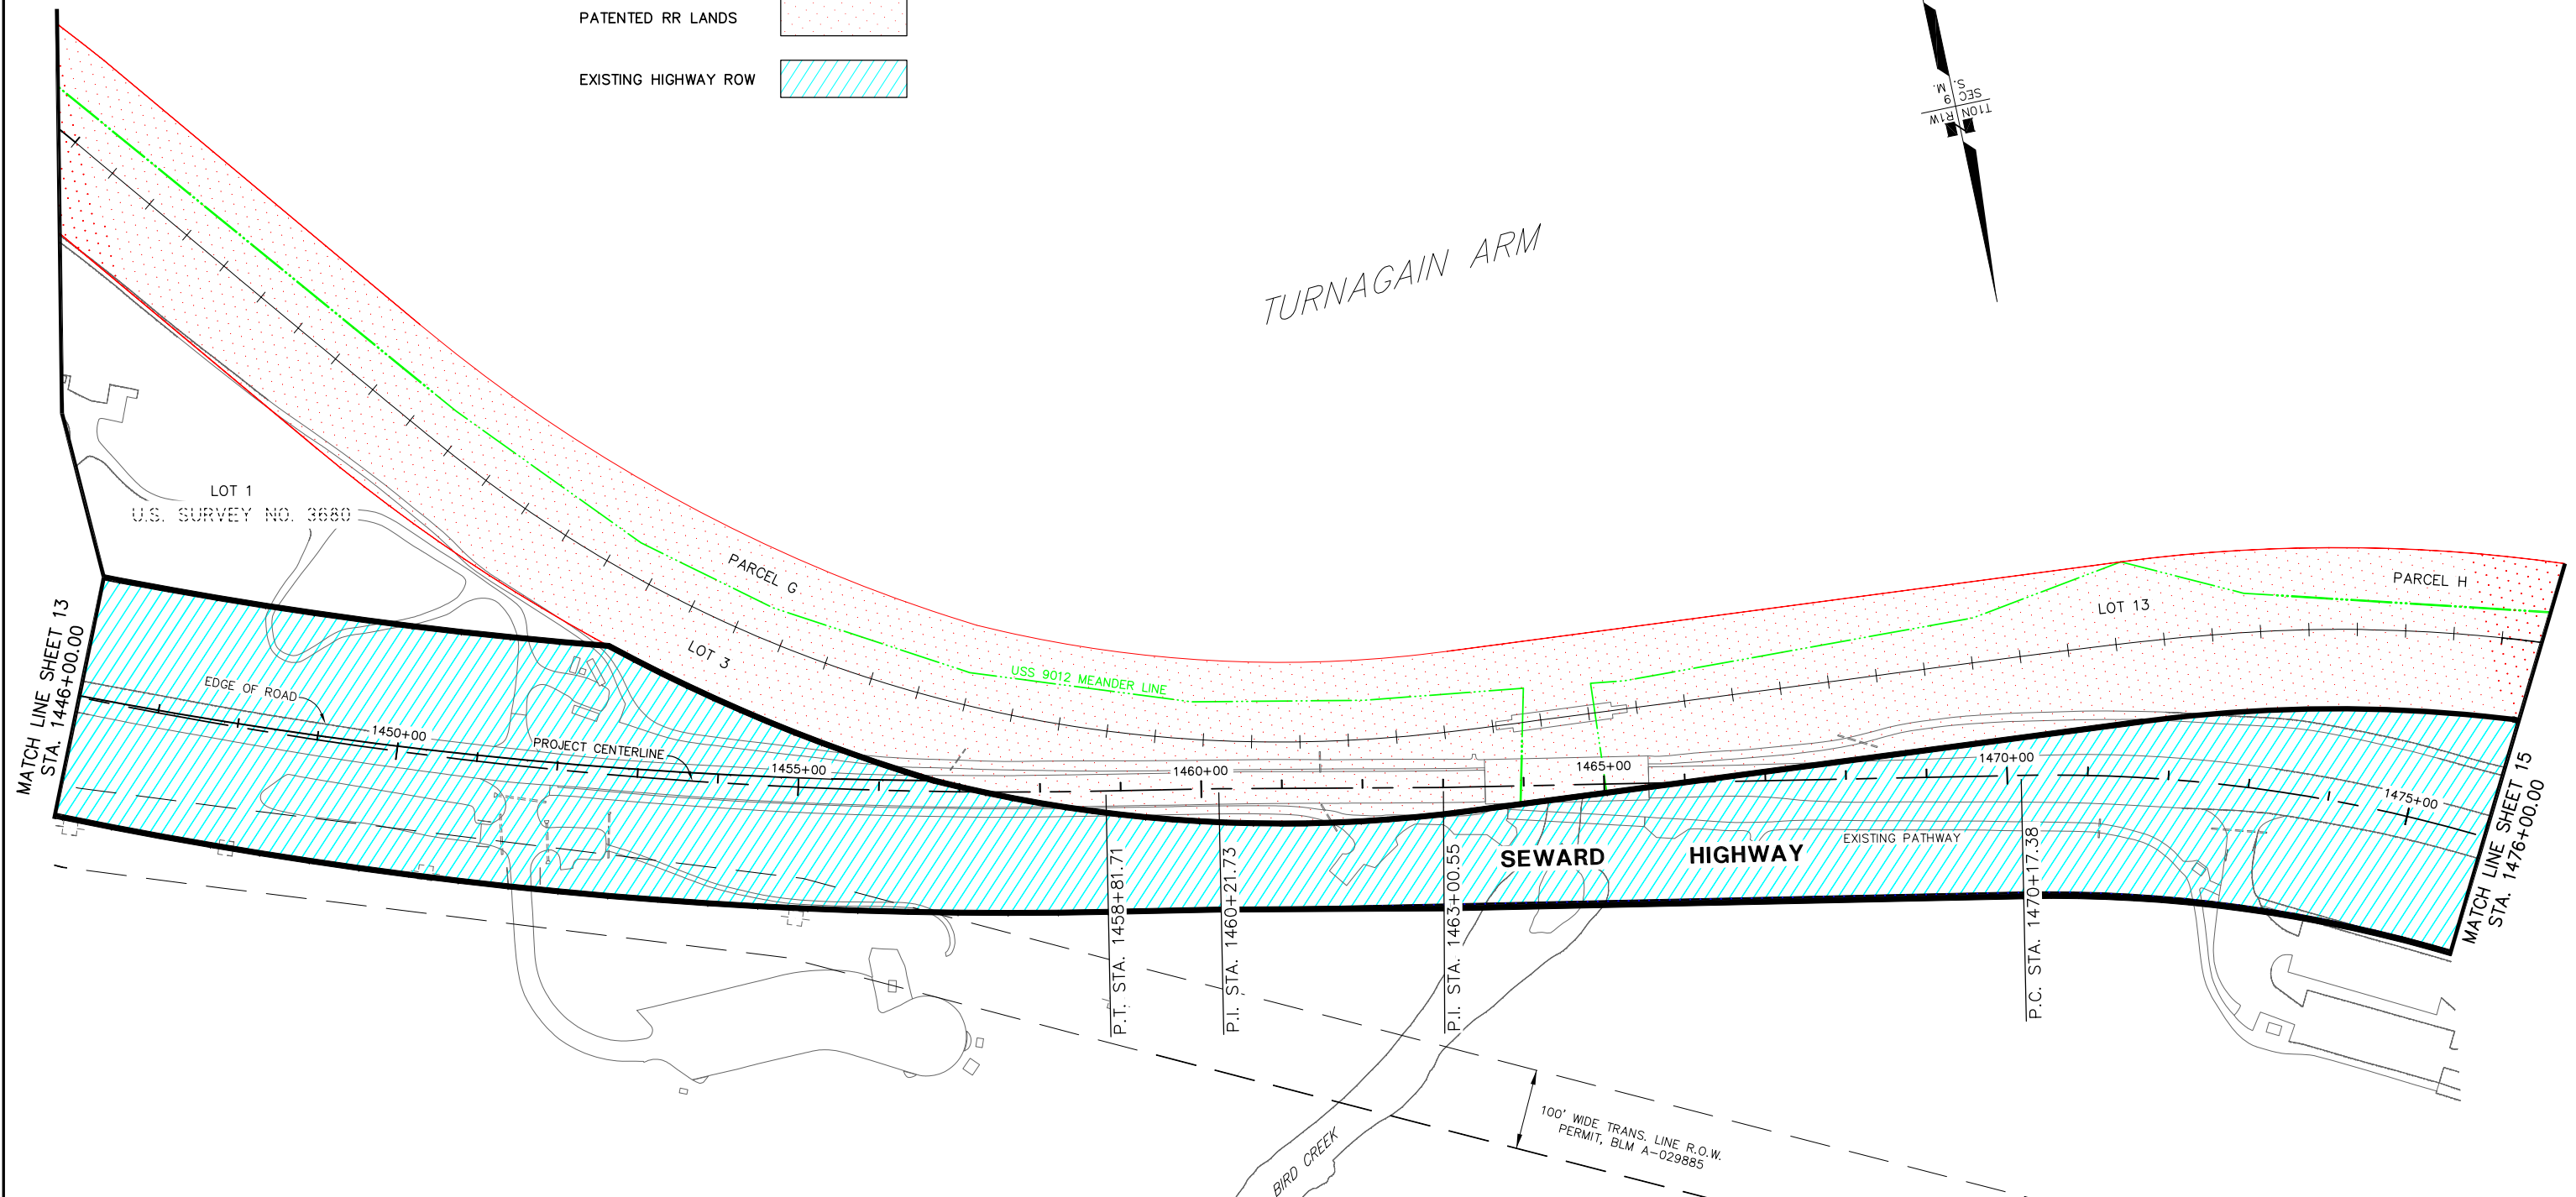 PATENTED RR LANDS
EXISTING HIGHWAY ROW
S. M.
SEC 9
T10N R1W
N
TURNAGAIN ARM
LOT 1
U.S. SURVEY NO. 3680
PARCEL G
LOT 3
USS 9012 MEANDER LINE
PARCEL H
LOT 13
MATCH LINE SHEET 13
STA. 1446+00.00
EDGE OF ROAD
1450+00
PROJECT CENTERLINE
1455+00
1460+00
1465+00
1470+00
1475+00
EXISTING PATHWAY
SEWARD HIGHWAY
MATCH LINE SHEET 15
STA. 1476+00.00
P.T. STA. 1458+81.71
P.I. STA. 1460+21.73
P.I. STA. 1463+00.55
P.C. STA. 1470+17.38
100' WIDE TRANS. LINE R.O.W.
PERMIT, BLM A-029885
BIRD CREEK